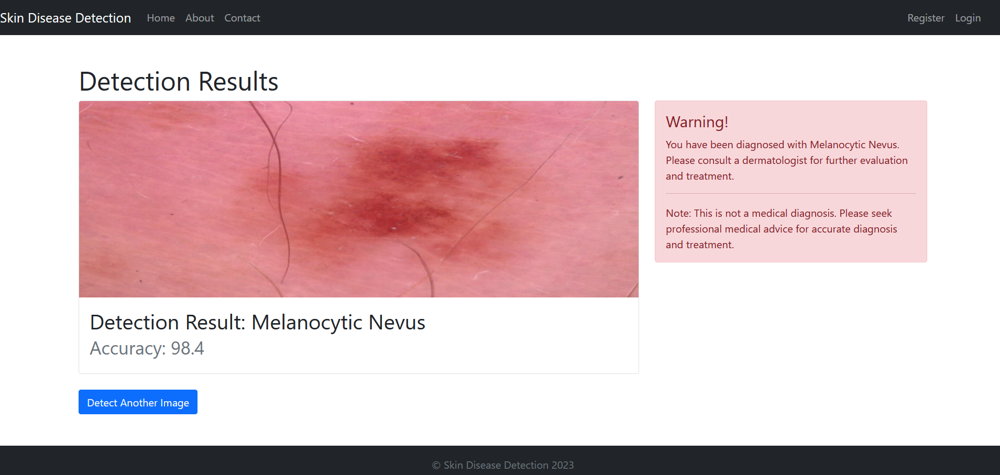 Skin Disease Detection Home About Contact Register Login
Detection Results
Detection Result: Melanocytic Nevus
Accuracy: 98.4
Warning!
You have been diagnosed with Melanocytic Nevus.
Please consult a dermatologist for further evaluation
and treatment.
Note: This is not a medical diagnosis. Please seek
professional medical advice for accurate diagnosis
and treatment.
Detect Another Image
© Skin Disease Detection 2023